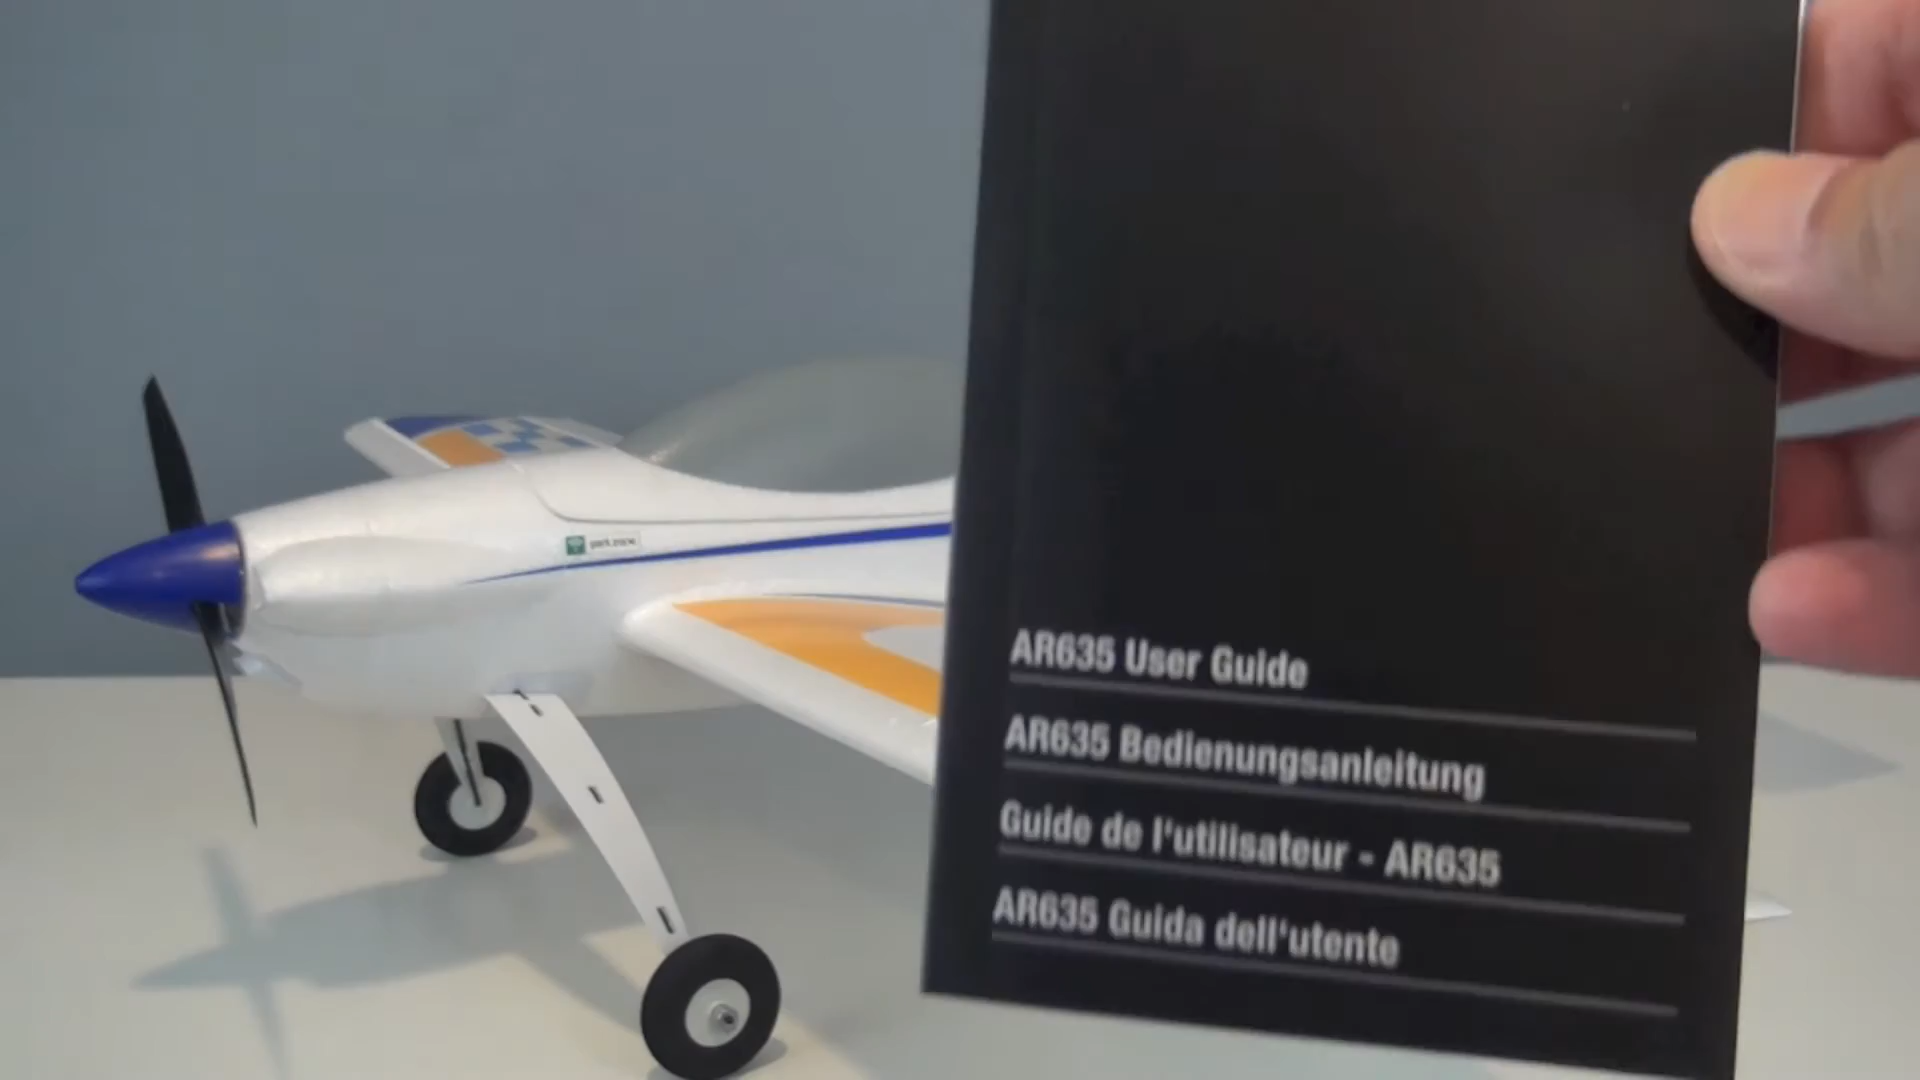 AR635 User Guide
AR635 Bedienungsanleitung
Guide de l'utilisateur - AR635
AR635 Guida dell'utente